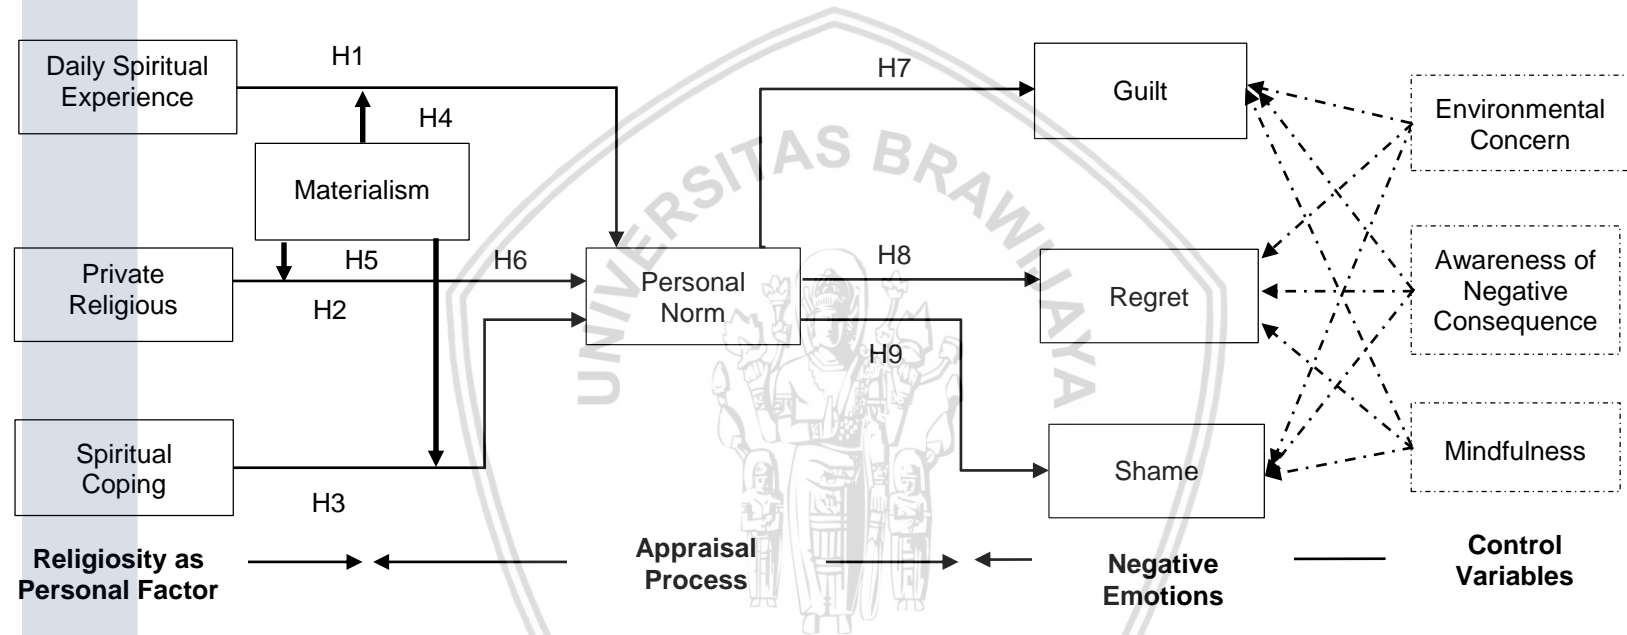 Daily Spiritual
Experience
H1
H4
Materialism
Private
Religious
H5
H6
H2
Spiritual
Coping
H3
Personal
Norm
H7
H8
H9
Guilt
Regret
Shame
Environmental
Concern
Awareness of
Negative
Consequence
Mindfulness
Religiosity as
Personal Factor
Appraisal
Process
Negative
Emotions
Control
Variables
UNIVERSITAS BRAWIJAYA